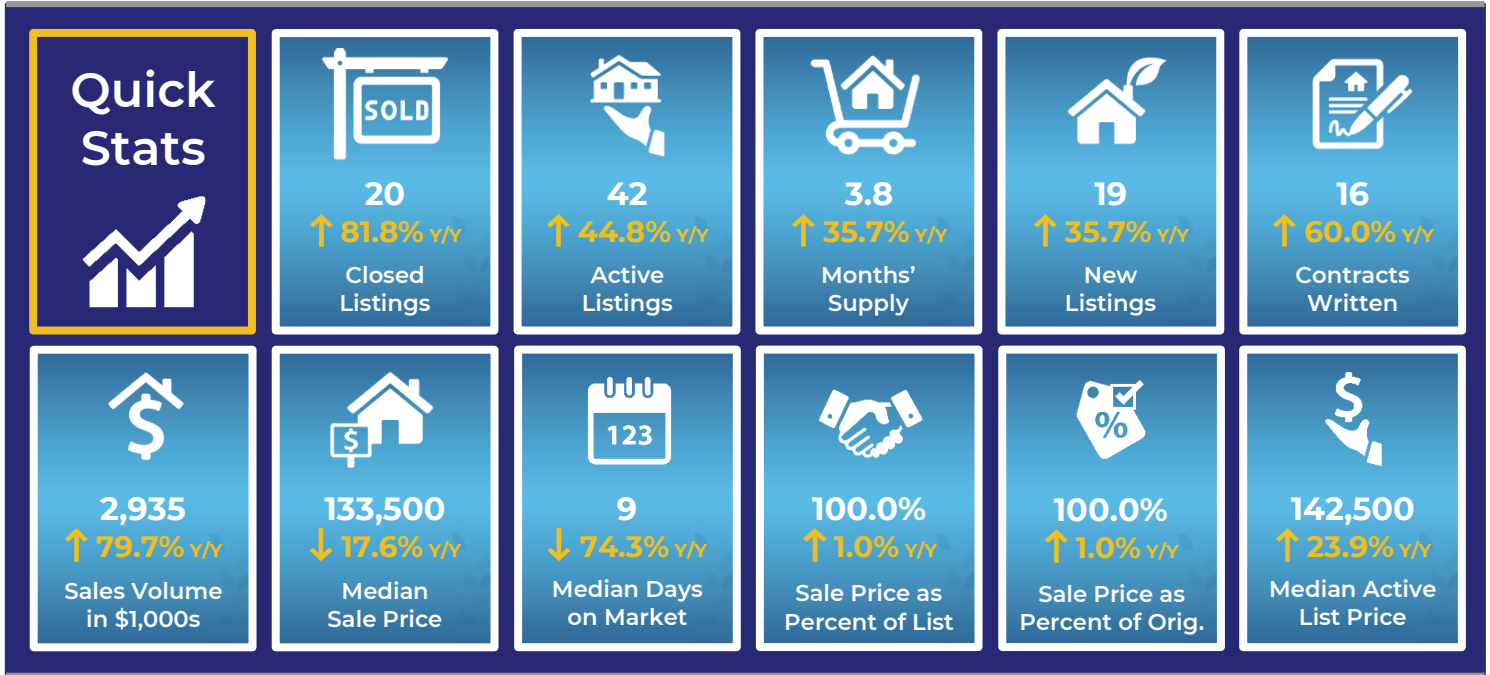 Quick
Stats
SOLD
20
↑ 81.8% Y/Y
Closed
Listings
42
↑ 44.8% Y/Y
Active
Listings
3.8
↑ 35.7% Y/Y
Months’
Supply
19
↑ 35.7% Y/Y
New
Listings
16
↑ 60.0% Y/Y
Contracts
Written
$
2,935
↑ 79.7% Y/Y
Sales Volume
in $1,000s
$
133,500
↓ 17.6% Y/Y
Median
Sale Price
123
9
↓ 74.3% Y/Y
Median Days
on Market
100.0%
↑ 1.0% Y/Y
Sale Price as
Percent of List
%
100.0%
↑ 1.0% Y/Y
Sale Price as
Percent of Orig.
$
142,500
↑ 23.9% Y/Y
Median Active
List Price